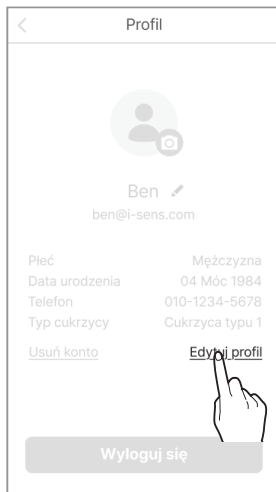 Profil
Ben
ben@i-sens.com
Płeć Mężczyzna
Data urodzenia 04 Móc 1984
Telefon 010-1234-5678
Typ cukrzycy Cukrzyca typu 1
Usuń konto Edytuj profil
Wyloguj się